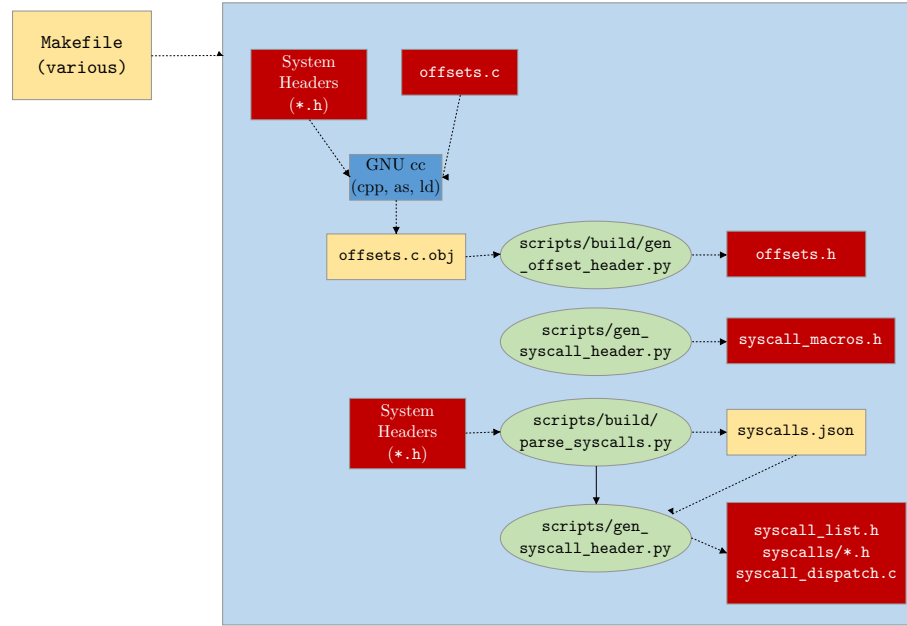 Makefile
(various)
System
Headers
(*.h)
offsets.c
GNU cc
(cpp, as, ld)
offsets.c.obj
scripts/build/gen
_offset_header.py
offsets.h
scripts/gen_
syscall_header.py
syscall_macros.h
System
Headers
(*.h)
scripts/build/
parse_syscalls.py
syscalls.json
scripts/gen_
syscall_header.py
syscall_list.h
syscalls/*.h
syscall_dispatch.c